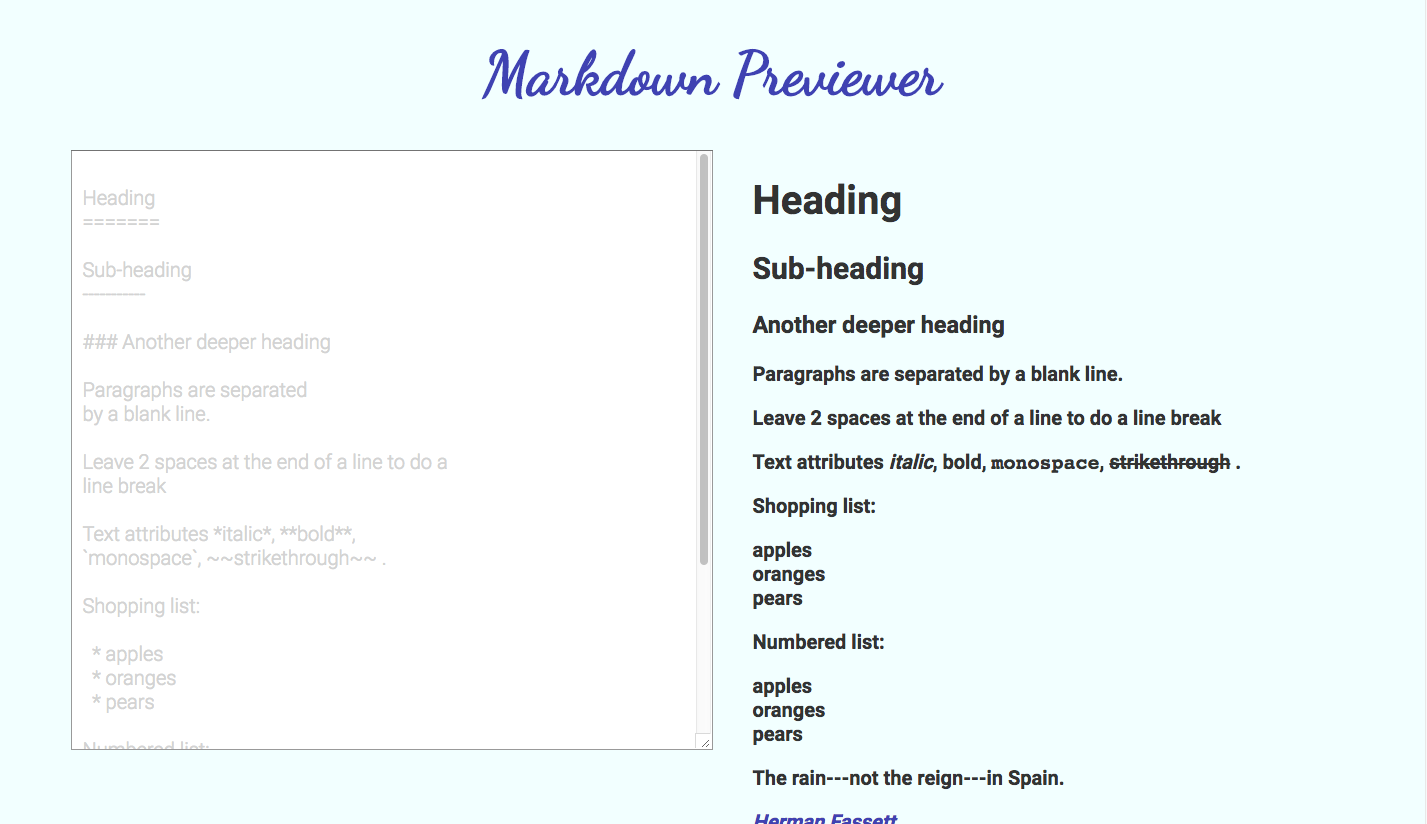 Markdown Previewer
Heading
=======
Sub-heading
-----------
### Another deeper heading
Paragraphs are separated
by a blank line.
Leave 2 spaces at the end of a line to do a
line break
Text attributes *italic*, **bold**,
`monospace`, ~~strikethrough~~ .
Shopping list:
* apples
* oranges
* pears
Numbered list:
Heading
Sub-heading
Another deeper heading
Paragraphs are separated by a blank line.
Leave 2 spaces at the end of a line to do a line break
Text attributes italic, bold, monospace, strikethrough .
Shopping list:
apples
oranges
pears
Numbered list:
apples
oranges
pears
The rain---not the reign---in Spain.
Herman Fassett